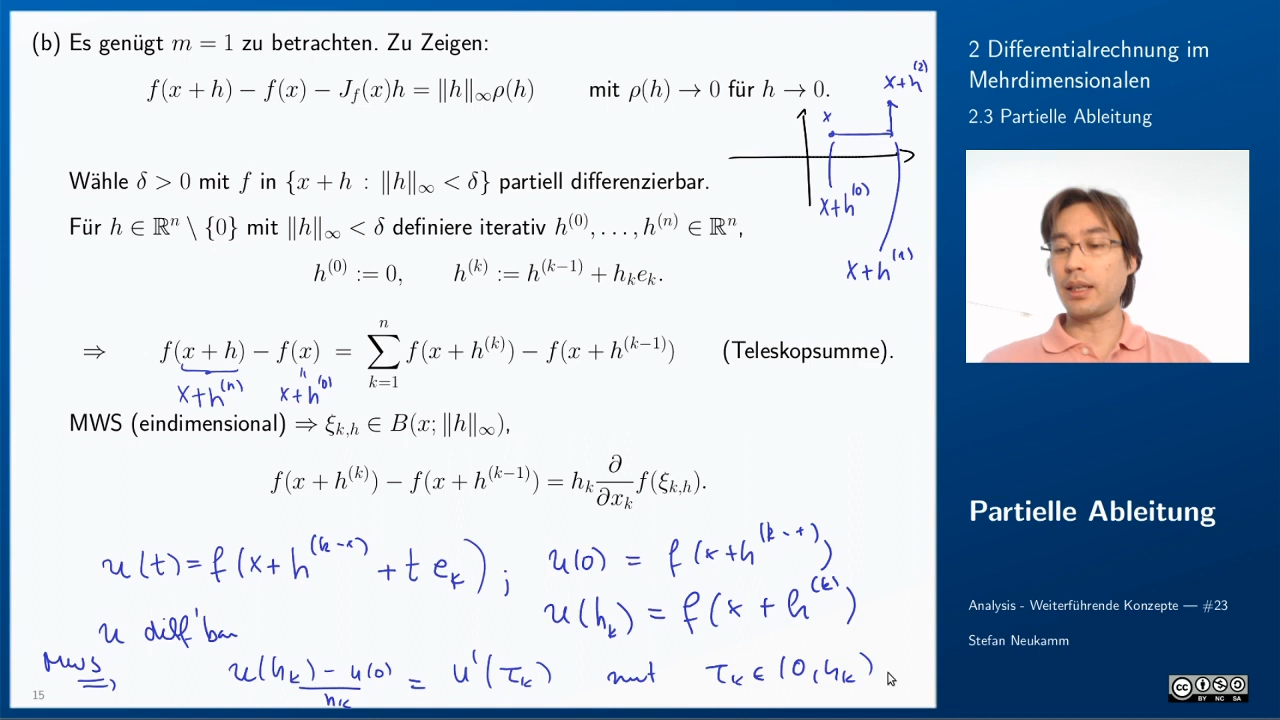 (b) Es genügt m = 1 zu betrachten. Zu Zeigen:
f(x + h) − f(x) − J_f(x)h = ‖h‖_∞ρ(h) mit ρ(h) → 0 für h → 0.
x
x+h^(2)
x+h^(0)
x+h^(1)
Wähle δ > 0 mit f in {x + h : ‖h‖_∞ < δ} partiell differenzierbar.
Für h ∈ ℝ^n \ {0} mit ‖h‖_∞ < δ definiere iterativ h^(0), . . . , h^(n) ∈ ℝ^n,
h^(0) := 0, h^(k) := h^(k−1) + h_k e_k.
⇒ f(x + h) − f(x) = ∑_{k=1}^{n} f(x + h^(k)) − f(x + h^(k−1)) (Teleskopsumme).
x+h^(n) x+h^(0)
MWS (eindimensional) ⇒ ξ_{k,h} ∈ B(x; ‖h‖_∞),
f(x + h^(k)) − f(x + h^(k−1)) = h_k ∂/∂x_k f(ξ_{k,h}).
u(t) = f(x+h^(k-1) + t e_k) ; u(0) = f(x+h^(k-1))
u(h_k) = f(x + h^(k))
u diff'bar
MWS ⇒ (u(h_k) − u(0))/h_k = u'(τ_k) mit τ_k ∈ (0,h_k)
15
2 Differentialrechnung im
Mehrdimensionalen
2.3 Partielle Ableitung
Partielle Ableitung
Analysis - Weiterführende Konzepte — #23
Stefan Neukamm
cc
BY NC SA